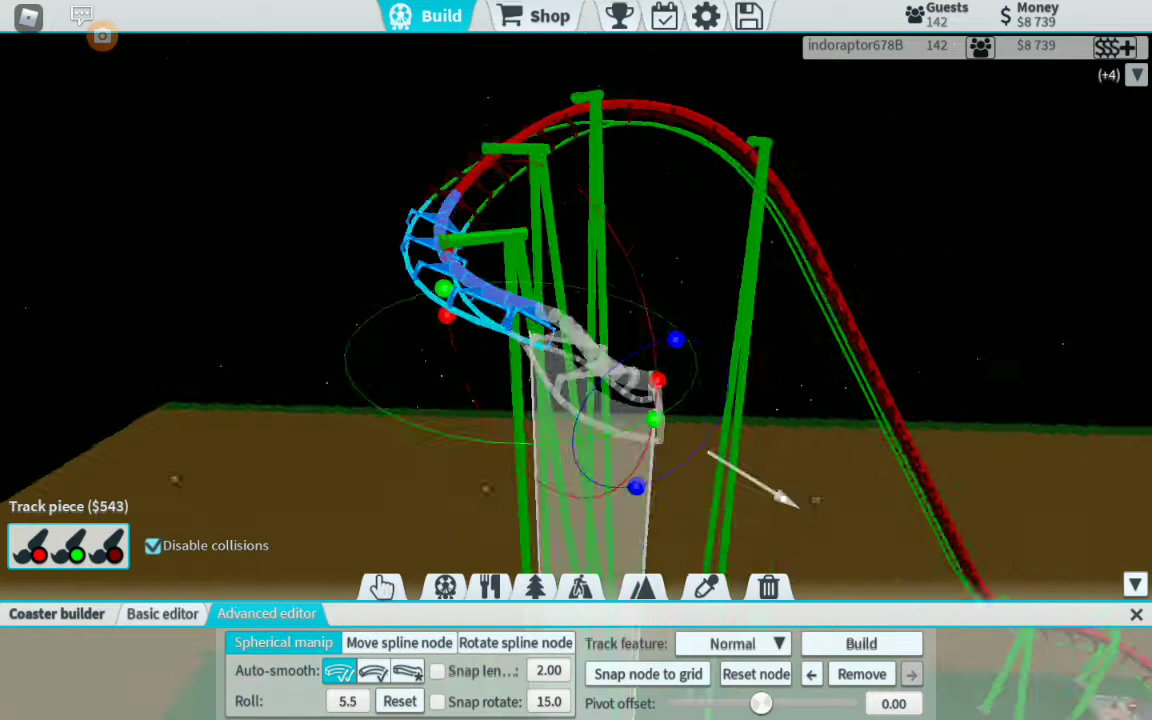 Build
Shop
Guests
142
Money
$8 739
indoraptor678B 142 $8 739
$$$+
(+4)
Track piece ($543)
Disable collisions
Coaster builder Basic editor Advanced editor
Spherical manip Move spline node Rotate spline node Track feature: Normal Build
Auto-smooth: Snap len...: 2.00 Snap node to grid Reset node Remove
Roll: 5.5 Reset Snap rotate: 15.0 Pivot offset: 0.00